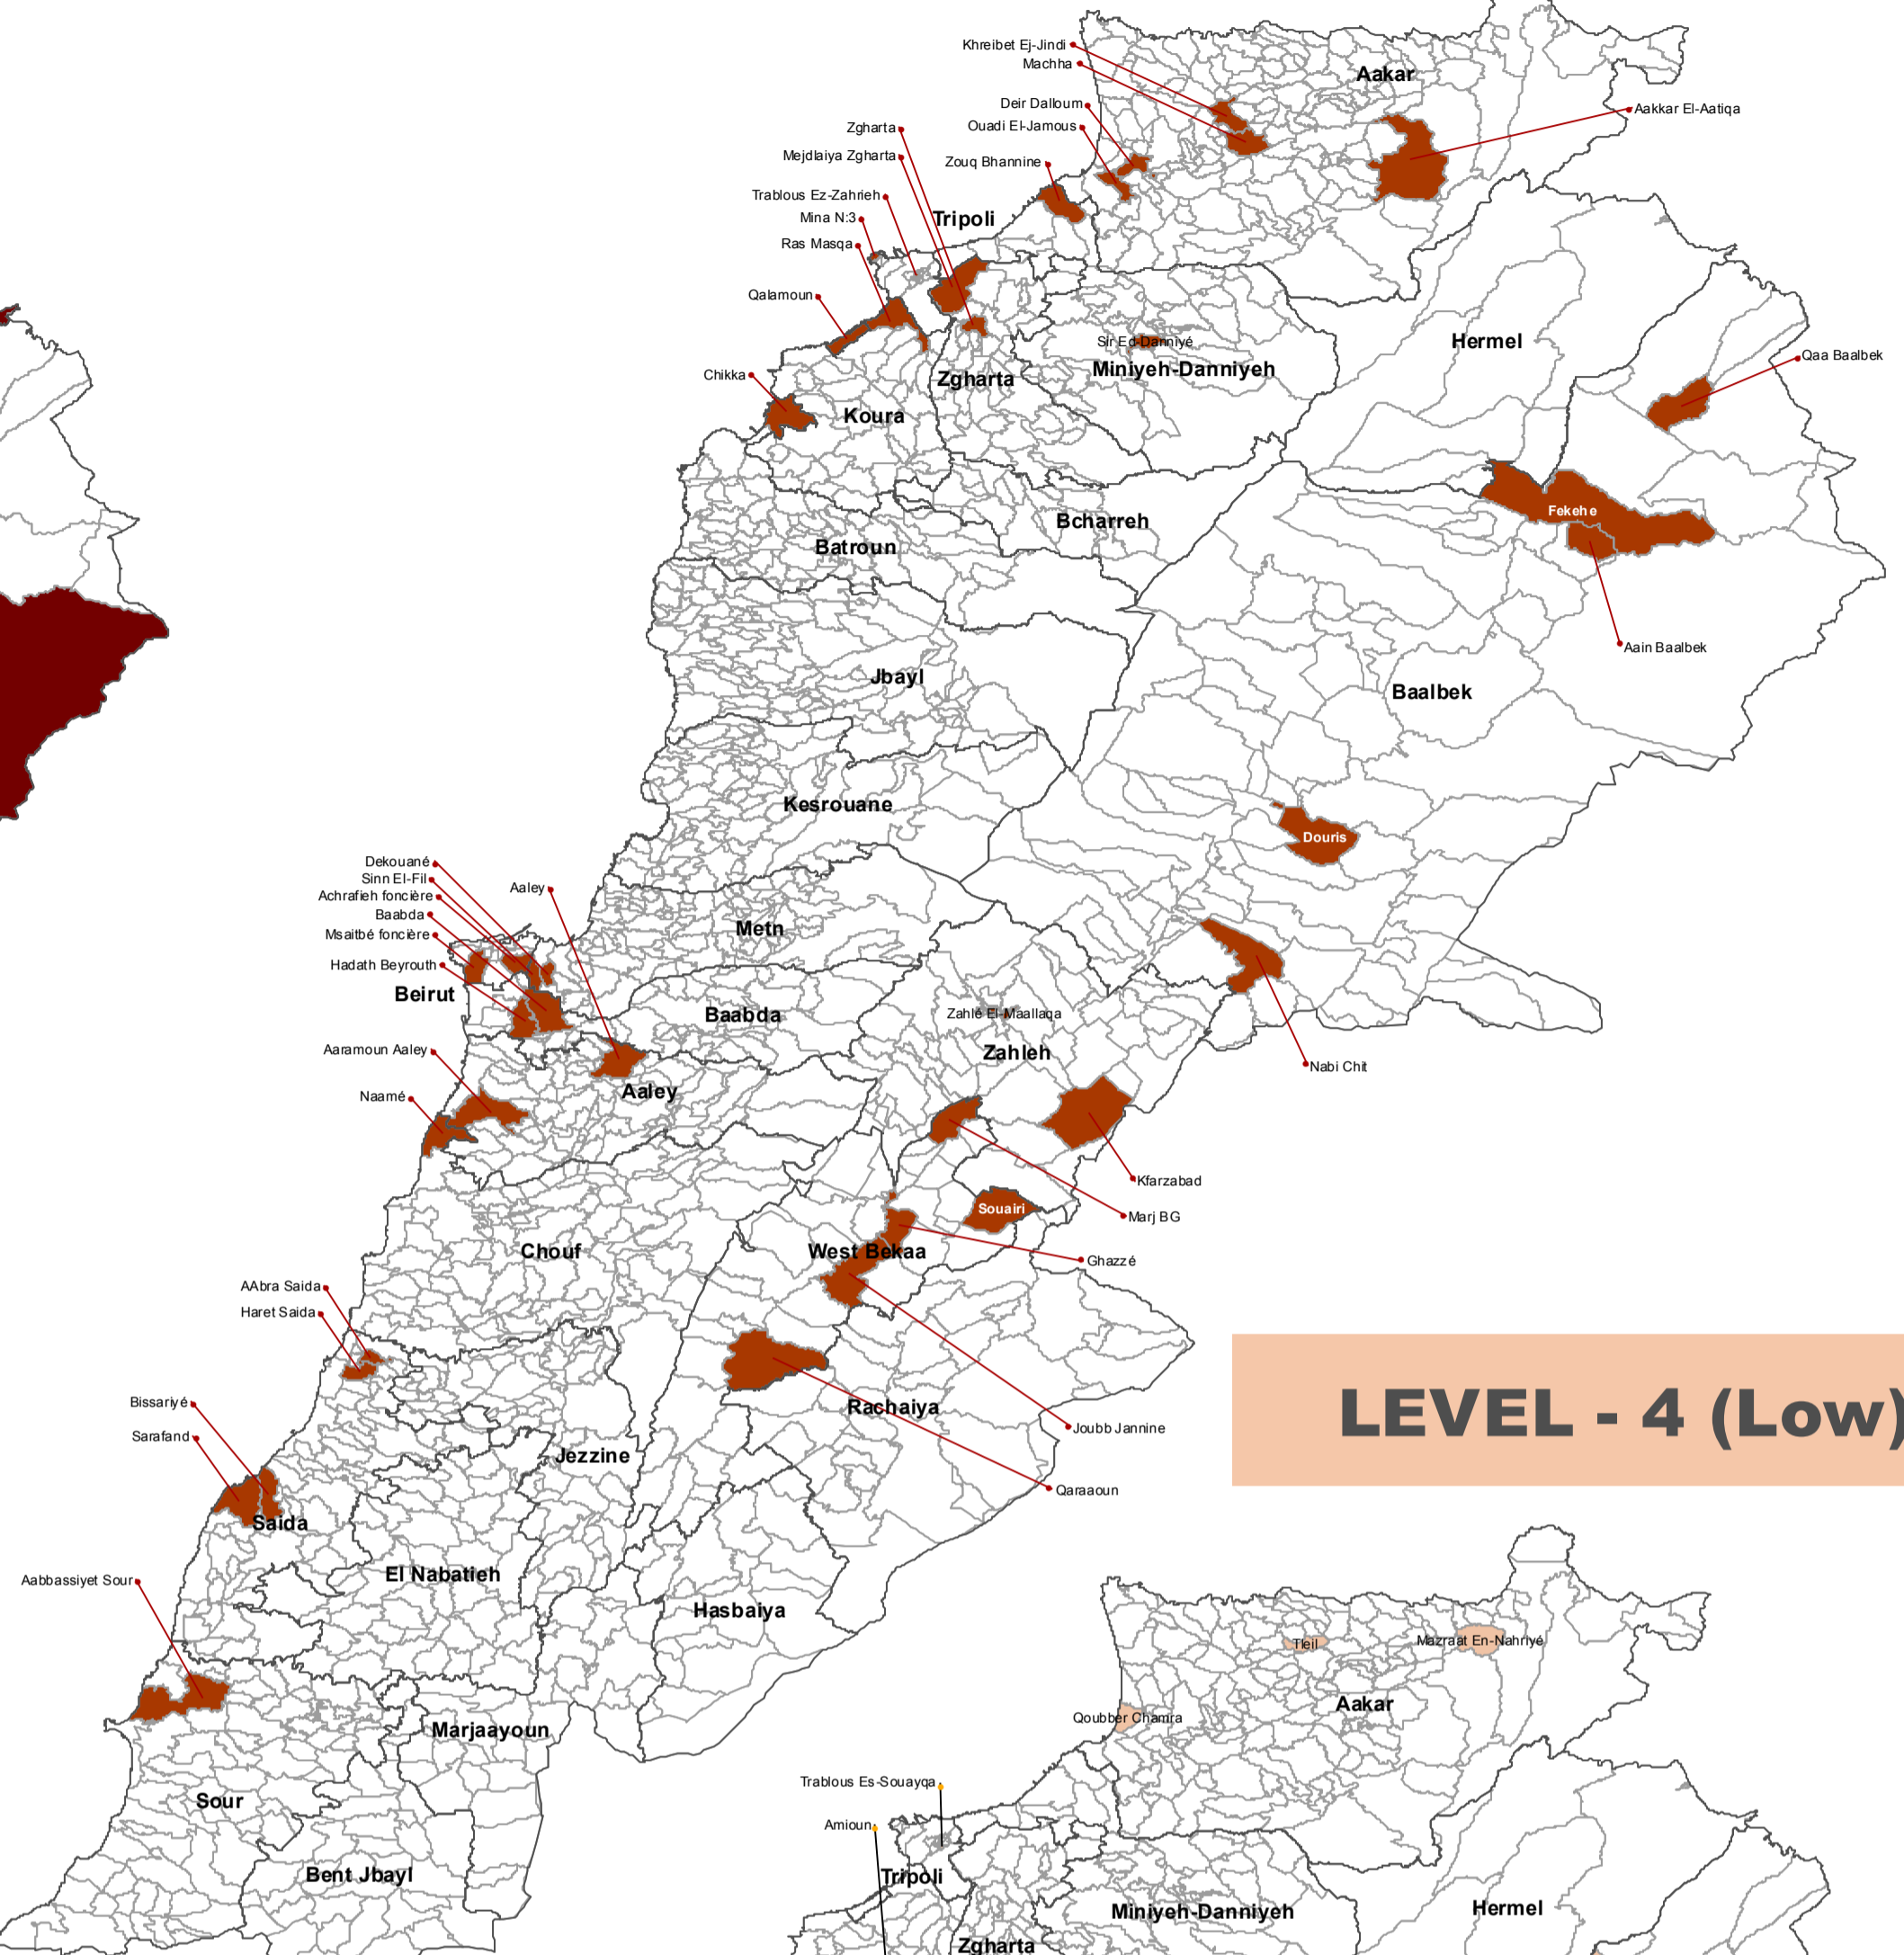 Khreibet Ej-Jindi
Machha
Aakar
Deir Dalloum
Aakkar El-Aatiqa
Zgharta
Ouadi El-Jamous
Mejdlaiya Zgharta
Zouq Bhannine
Trablous Ez-Zahrieh
Mina N:3
Tripoli
Ras Masqa
Qalamoun
Sir Ed-Danniyé
Hermel
Qaa Baalbek
Miniyeh-Danniyeh
Chikka
Zgharta
Koura
Fekehe
Bcharreh
Batroun
Aain Baalbek
Jbayl
Baalbek
Kesrouane
Douris
Dekouané
Sinn El-Fil
Aaley
Achrafieh foncière
Baabda
Metn
Msaitbé foncière
Hadath Beyrouth
Beirut
Baabda
Zahlé El-Maallaqa
Aaramoun Aaley
Zahleh
Nabi Chit
Aaley
Naamé
Kfarzabad
Souairi
Marj BG
Chouf
West Bekaa
Ghazzé
AAbra Saida
Haret Saida
Bissariyé
Rachaiya
LEVEL - 4 (Low)
Joubb Jannine
Sarafand
Jezzine
Qaraaoun
Saida
El Nabatieh
Aabbassiyet Sour
Hasbaiya
Tleil
Mazraat En-Nahriyé
Aakar
Qoubber Chamra
Marjaayoun
Trablous Es-Souayqa
Sour
Amioun
Bent Jbayl
Tripoli
Miniyeh-Danniyeh
Hermel
Zgharta